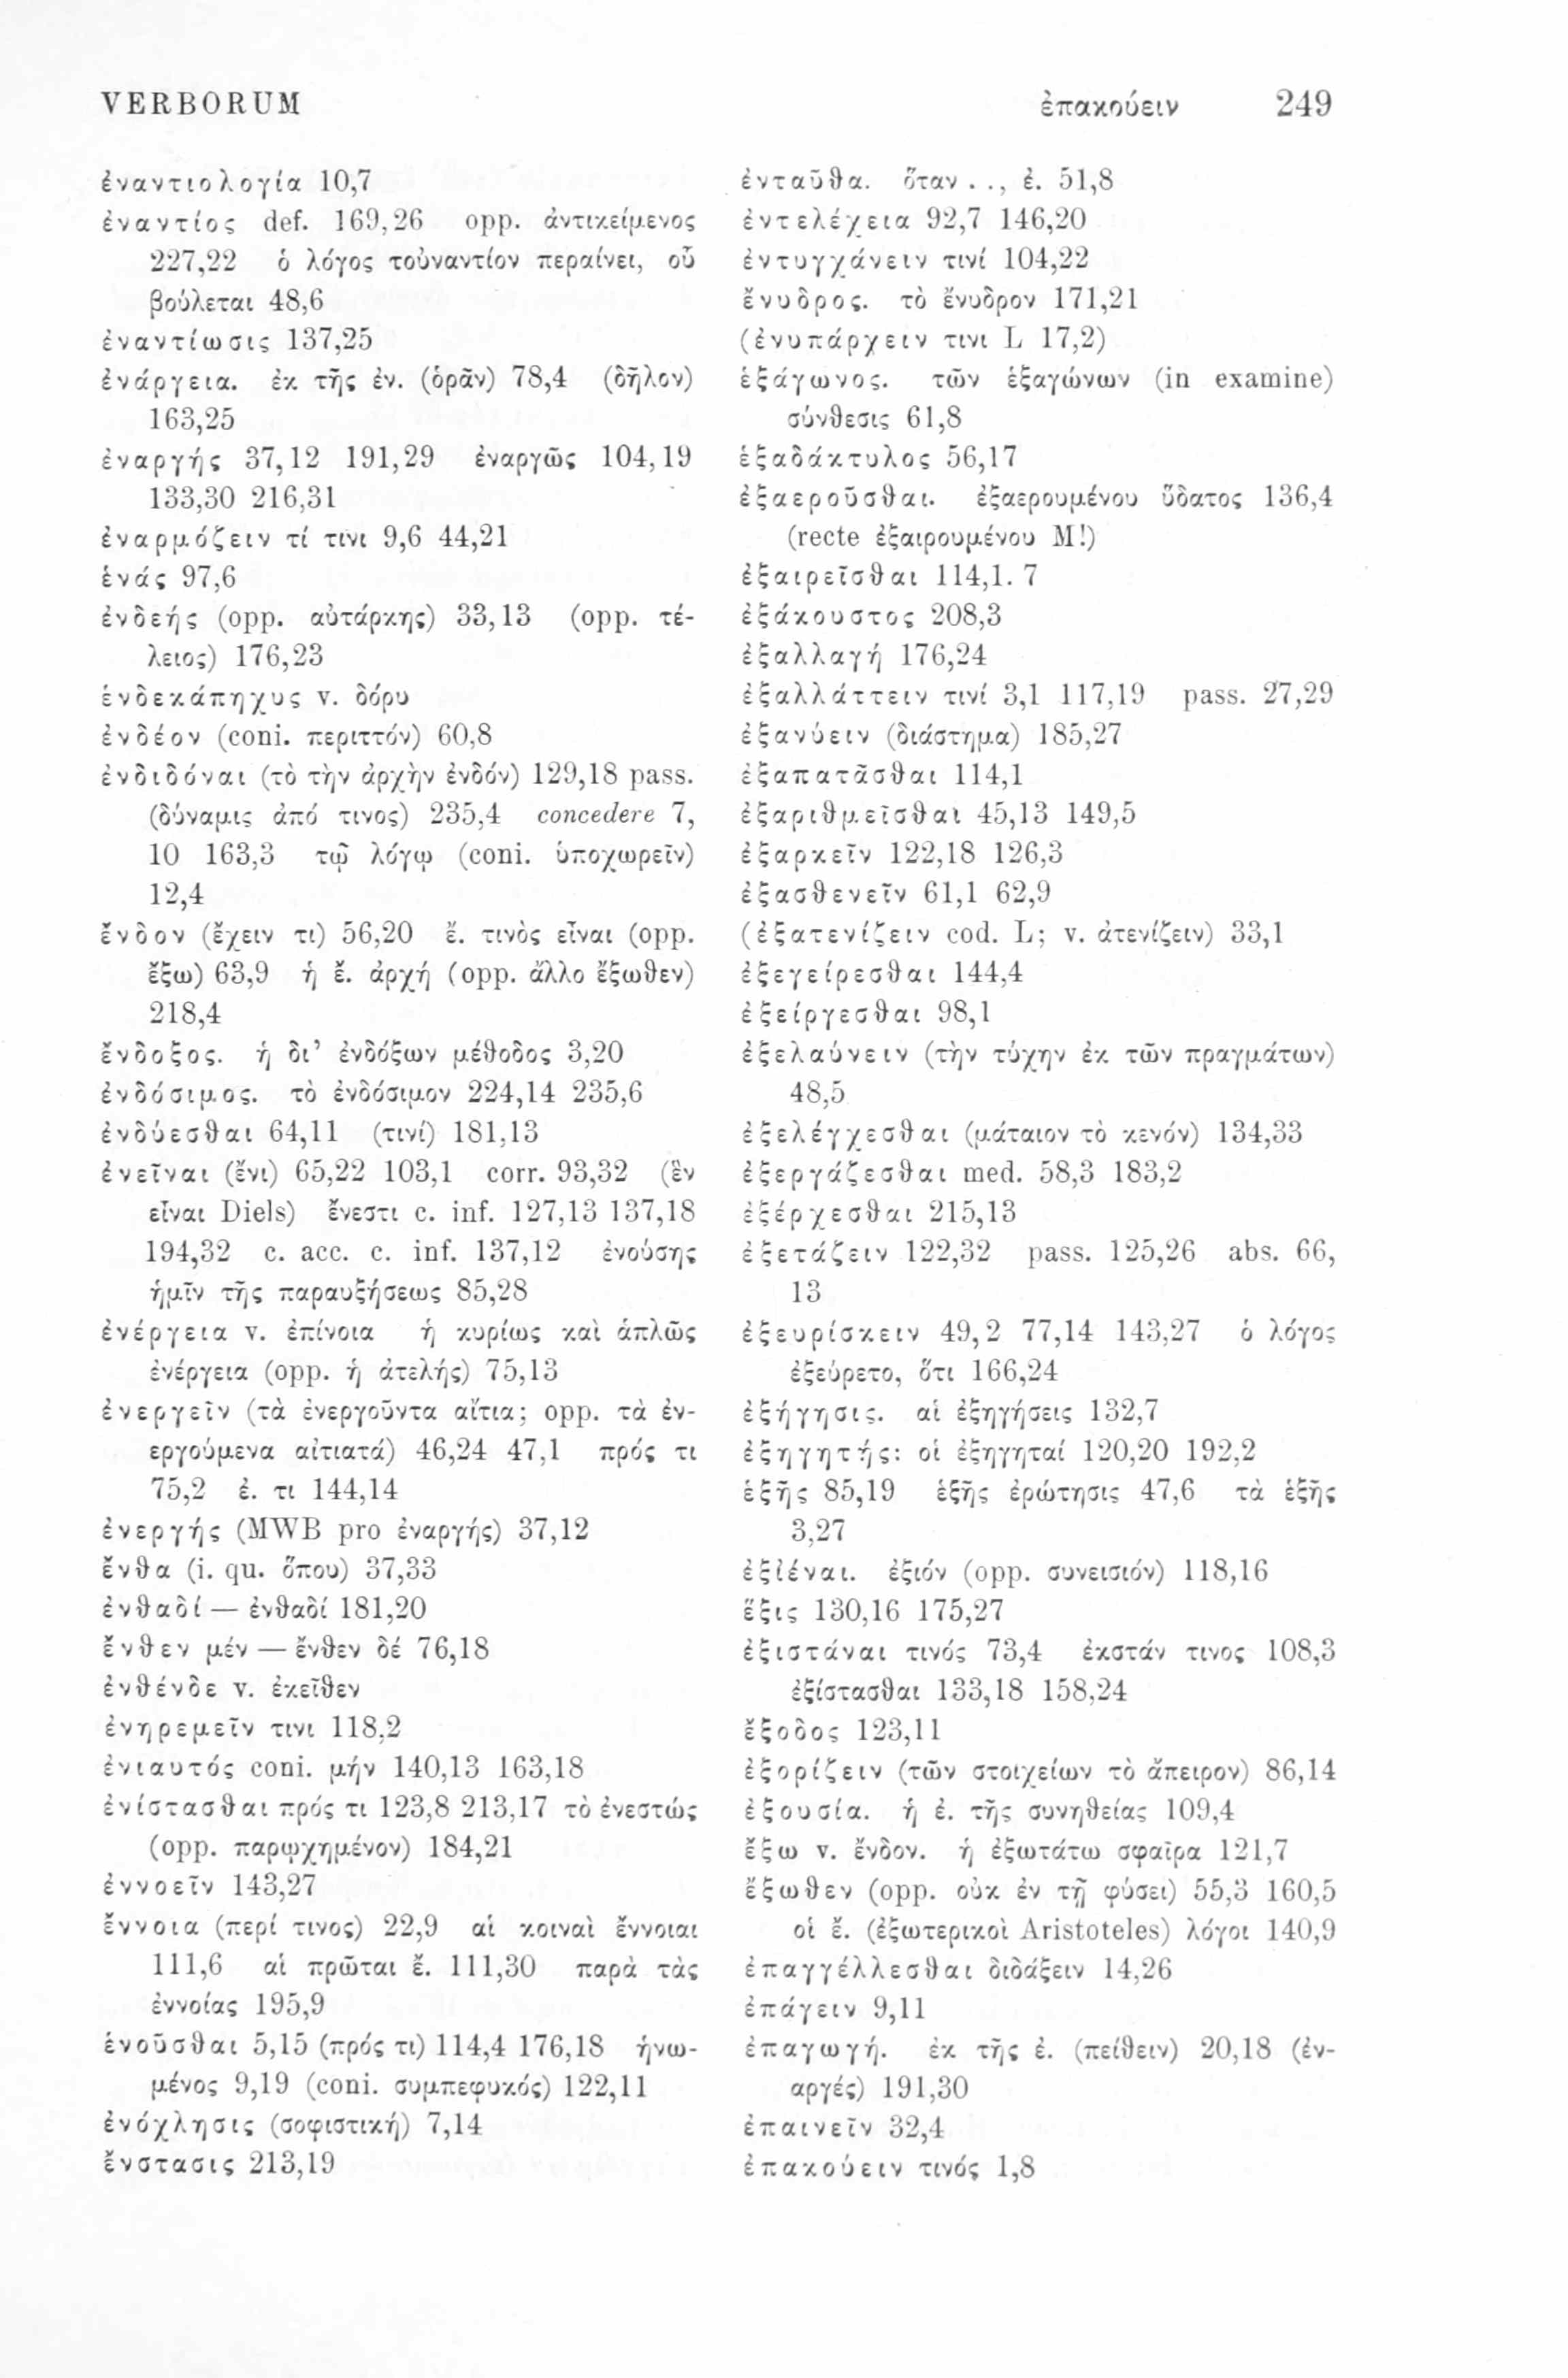 VERBORUM ἐπακούειν 249
ἐναντιολογία 10,7
ἐναντίος def. 169,26 opp. ἀντικείμενος
227,22 ὁ λόγος τοὐναντίον περαίνει, οὗ
βούλεται 48,6
ἐναντίωσις 137,25
ἐνάργεια. ἐκ τῆς ἐν. (ὁρᾶν) 78,4 (δῆλον)
163,25
ἐναργής 37,12 191,29 ἐναργῶς 104,19
133,30 216,31
ἐναρμόζειν τί τινι 9,6 44,21
ἑνάς 97,6
ἐνδεής (opp. αὐτάρκης) 33,13 (opp. τέ-
λειος) 176,23
ἑνδεκάπηχυς v. δόρυ
ἐνδέον (coni. περιττόν) 60,8
ἐνδιδόναι (τὸ τὴν ἀρχὴν ἐνδόν) 129,18 pass.
(δύναμις ἀπό τινος) 235,4 concedere 7,
10 163,3 τῷ λόγῳ (coni. ὑποχωρεῖν)
12,4
ἔνδον (ἔχειν τι) 56,20 ἔ. τινὸς εἶναι (opp.
ἔξω) 63,9 ἡ ἔ. ἀρχή (opp. ἄλλο ἔξωθεν)
218,4
ἔνδοξος. ἡ δι’ ἐνδόξων μέθοδος 3,20
ἐνδόσιμος. τὸ ἐνδόσιμον 224,14 235,6
ἐνδύεσθαι 64,11 (τινί) 181,13
ἐνεῖναι (ἔνι) 65,22 103,1 corr. 93,32 (ἓν
εἶναι Diels) ἔνεστι c. inf. 127,13 137,18
194,32 c. acc. c. inf. 137,12 ἐνούσης
ἡμῖν τῆς παραυξήσεως 85,28
ἐνέργεια v. ἐπίνοια ἡ κυρίως καὶ ἁπλῶς
ἐνέργεια (opp. ἡ ἀτελής) 75,13
ἐνεργεῖν (τὰ ἐνεργοῦντα αἴτια; opp. τὰ ἐν-
εργούμενα αἰτιατά) 46,24 47,1 πρός τι
75,2 ἐ. τι 144,14
ἐνεργής (MWB pro ἐναργής) 37,12
ἔνθα (i. qu. ὅπου) 37,33
ἐνθαδί — ἐνθαδί 181,20
ἔνθεν μέν — ἔνθεν δέ 76,18
ἐνθένδε v. ἐκεῖθεν
ἐνηρεμεῖν τινι 118,2
ἐνιαυτός coni. μήν 140,13 163,18
ἐνίστασθαι πρός τι 123,8 213,17 τὸ ἐνεστώς
(opp. παρῳχημένον) 184,21
ἐννοεῖν 143,27
ἔννοια (περί τινος) 22,9 αἱ κοιναὶ ἔννοιαι
111,6 αἱ πρῶται ἔ. 111,30 παρὰ τὰς
ἐννοίας 195,9
ἑνοῦσθαι 5,15 (πρός τι) 114,4 176,18 ἡνω-
μένος 9,19 (coni. συμπεφυκός) 122,11
ἐνόχλησις (σοφιστική) 7,14
ἔνστασις 213,19
ἐνταῦθα. ὅταν . ., ἐ. 51,8
ἐντελέχεια 92,7 146,20
ἐντυγχάνειν τινί 104,22
ἔνυδρος. τὸ ἔνυδρον 171,21
(ἐνυπάρχειν τινι L 17,2)
ἑξάγωνος. τῶν ἑξαγώνων (in examine)
σύνθεσις 61,8
ἑξαδάκτυλος 56,17
ἐξαεροῦσθαι. ἐξαερουμένου ὕδατος 136,4
(recte ἐξαιρουμένου M!)
ἐξαιρεῖσθαι 114,1. 7
ἐξάκουστος 208,3
ἐξαλλαγή 176,24
ἐξαλλάττειν τινί 3,1 117,19 pass. 27,29
ἐξανύειν (διάστημα) 185,27
ἐξαπατᾶσθαι 114,1
ἐξαριθμεῖσθαι 45,13 149,5
ἐξαρκεῖν 122,18 126,3
ἐξασθενεῖν 61,1 62,9
(ἐξατενίζειν cod. L; v. ἀτενίζειν) 33,1
ἐξεγείρεσθαι 144,4
ἐξείργεσθαι 98,1
ἐξελαύνειν (τὴν τύχην ἐκ τῶν πραγμάτων)
48,5
ἐξελέγχεσθαι (μάταιον τὸ κενόν) 134,33
ἐξεργάζεσθαι med. 58,3 183,2
ἐξέρχεσθαι 215,13
ἐξετάζειν 122,32 pass. 125,26 abs. 66,
13
ἐξευρίσκειν 49,2 77,14 143,27 ὁ λόγος
ἐξεύρετο, ὅτι 166,24
ἐξήγησις. αἱ ἐξηγήσεις 132,7
ἐξηγητής: οἱ ἐξηγηταί 120,20 192,2
ἑξῆς 85,19 ἑξῆς ἐρώτησις 47,6 τὰ ἑξῆς
3,27
ἐξιέναι. ἐξιόν (opp. συνεισιόν) 118,16
ἕξις 130,16 175,27
ἐξιστάναι τινός 73,4 ἐκστάν τινος 108,3
ἐξίστασθαι 133,18 158,24
ἔξοδος 123,11
ἐξορίζειν (τῶν στοιχείων τὸ ἄπειρον) 86,14
ἐξουσία. ἡ ἐ. τῆς συνηθείας 109,4
ἔξω v. ἔνδον. ἡ ἐξωτάτω σφαῖρα 121,7
ἔξωθεν (opp. οὐκ ἐν τῇ φύσει) 55,3 160,5
οἱ ἔ. (ἐξωτερικοὶ Aristoteles) λόγοι 140,9
ἐπαγγέλλεσθαι διδάξειν 14,26
ἐπάγειν 9,11
ἐπαγωγή. ἐκ τῆς ἐ. (πείθειν) 20,18 (ἐν-
αργές) 191,30
ἐπαινεῖν 32,4
ἐπακούειν τινός 1,8